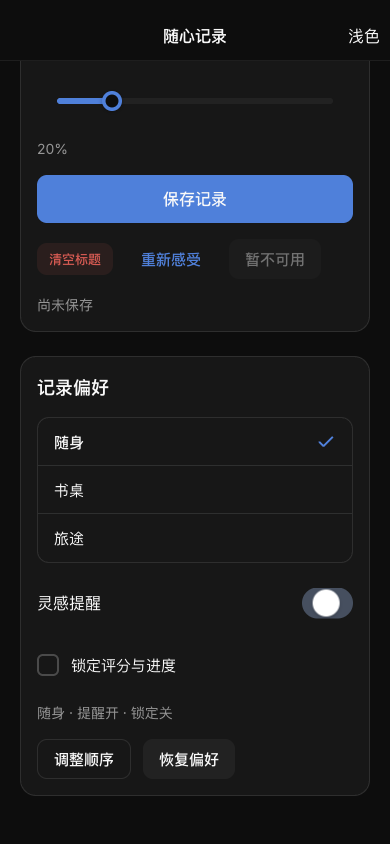 随心记录
浅色
20%
保存记录
清空标题
重新感受
暂不可用
尚未保存
记录偏好
随身
书桌
旅途
灵感提醒
锁定评分与进度
随身 · 提醒开 · 锁定关
调整顺序
恢复偏好